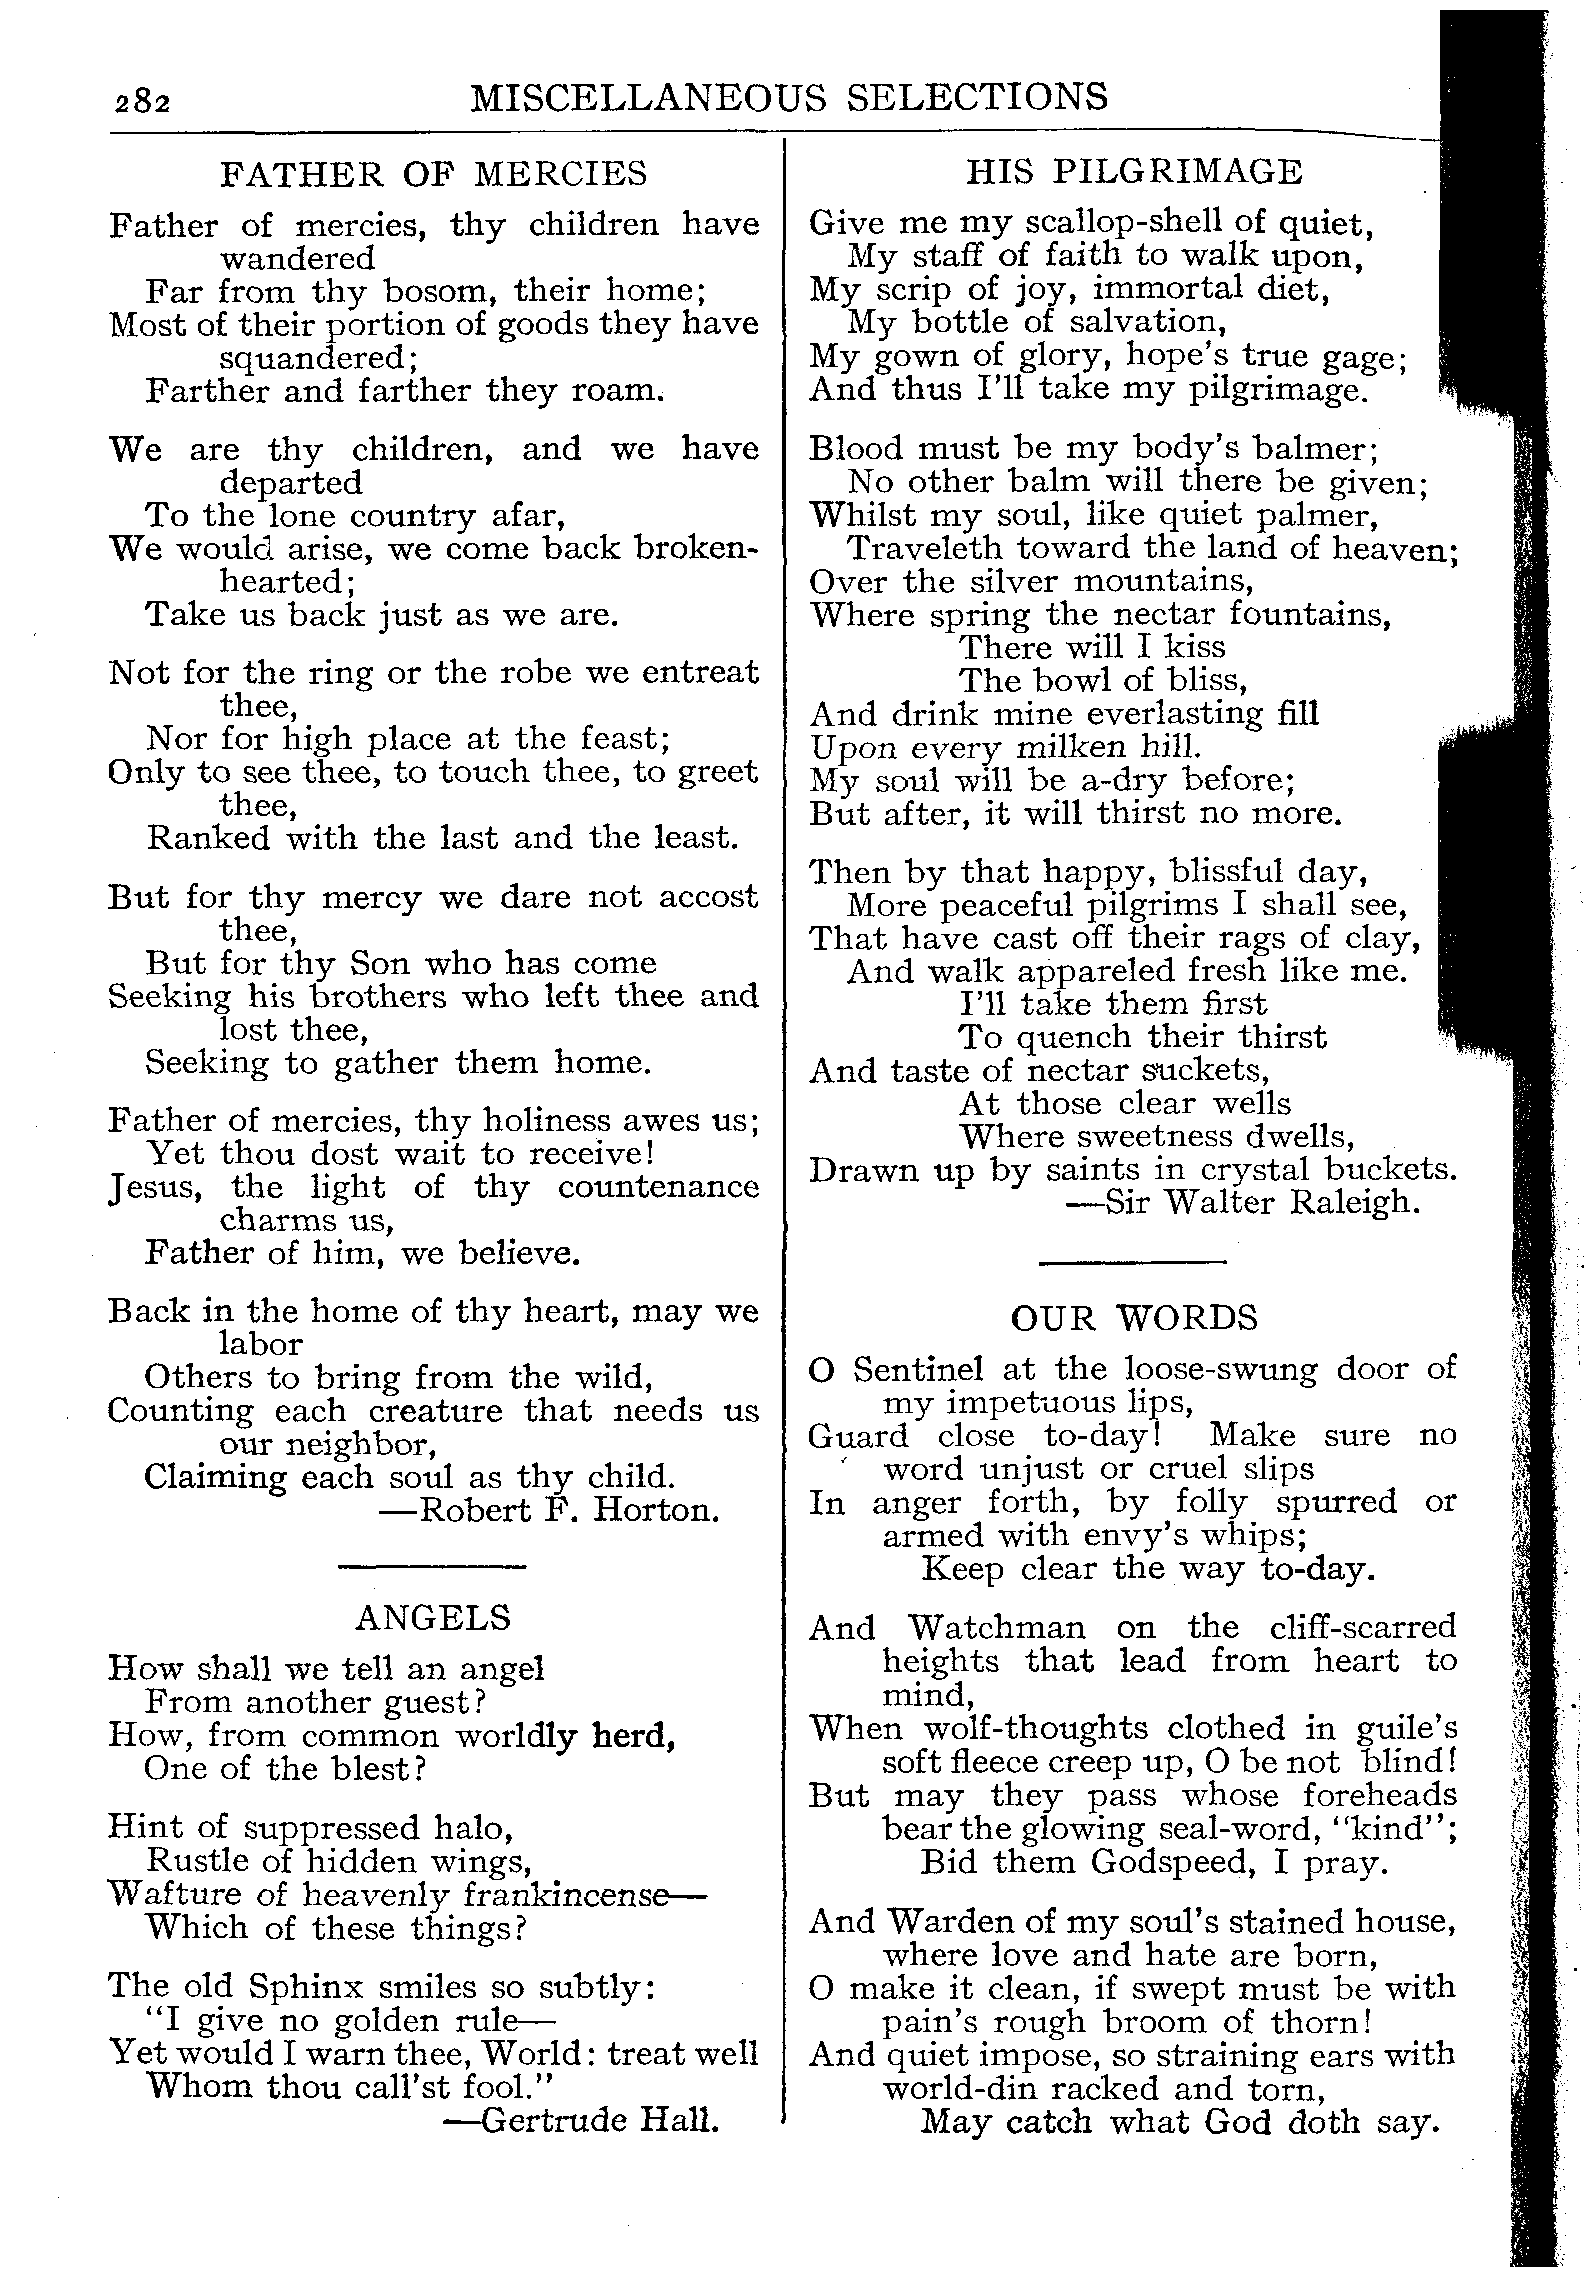 282 MISCELLANEOUS SELECTIONS
FATHER OF MERCIES
Father of mercies, thy children have
wandered
Far from thy bosom, their home;
Most of their portion of goods they have
squandered;
Farther and farther they roam.
We are thy children, and we have
departed
To the lone country afar,
We would arise, we come back broken-
hearted;
Take us back just as we are.
Not for the ring or the robe we entreat
thee,
Nor for high place at the feast;
Only to see thee, to touch thee, to greet
thee,
Ranked with the last and the least.
But for thy mercy we dare not accost
thee,
But for thy Son who has come
Seeking his brothers who left thee and
lost thee,
Seeking to gather them home.
Father of mercies, thy holiness awes us;
Yet thou dost wait to receive!
Jesus, the light of thy countenance
charms us,
Father of him, we believe.
Back in the home of thy heart, may we
labor
Others to bring from the wild,
Counting each creature that needs us
our neighbor,
Claiming each soul as thy child.
—Robert F. Horton.
ANGELS
How shall we tell an angel
From another guest?
How, from common worldly herd,
One of the blest?
Hint of suppressed halo,
Rustle of hidden wings,
Wafture of heavenly frankincense—
Which of these things?
The old Sphinx smiles so subtly:
"I give no golden rule—
Yet would I warn thee, World: treat well
Whom thou call'st fool."
—Gertrude Hall.
HIS PILGRIMAGE
Give me my scallop-shell of quiet,
My staff of faith to walk upon,
My scrip of joy, immortal diet,
My bottle of salvation,
My gown of glory, hope's true gage;
And thus I'll take my pilgrimage.
Blood must be my body's balmer;
No other balm will there be given;
Whilst my soul, like quiet palmer,
Traveleth toward the land of heaven;
Over the silver mountains,
Where spring the nectar fountains,
There will I kiss
The bowl of bliss,
And drink mine everlasting fill
Upon every milken hill.
My soul will be a-dry before;
But after, it will thirst no more.
Then by that happy, blissful day,
More peaceful pilgrims I shall see,
That have cast off their rags of clay,
And walk appareled fresh like me.
I'll take them first
To quench their thirst
And taste of nectar suckets,
At those clear wells
Where sweetness dwells,
Drawn up by saints in crystal buckets.
—Sir Walter Raleigh.
OUR WORDS
O Sentinel at the loose-swung door of
my impetuous lips,
Guard close to-day! Make sure no
word unjust or cruel slips
In anger forth, by folly spurred or
armed with envy's whips;
Keep clear the way to-day.
And Watchman on the cliff-scarred
heights that lead from heart to
mind,
When wolf-thoughts clothed in guile's
soft fleece creep up, O be not blind!
But may they pass whose foreheads
bear the glowing seal-word, "kind";
Bid them Godspeed, I pray.
And Warden of my soul's stained house,
where love and hate are born,
O make it clean, if swept must be with
pain's rough broom of thorn!
And quiet impose, so straining ears with
world-din racked and torn,
May catch what God doth say.